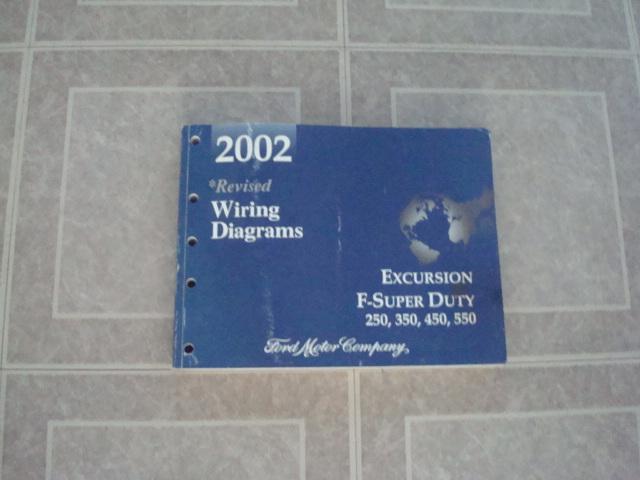 2002
*Revised
Wiring
Diagrams
EXCURSION
F-SUPER DUTY
250, 350, 450, 550
Ford Motor Company,